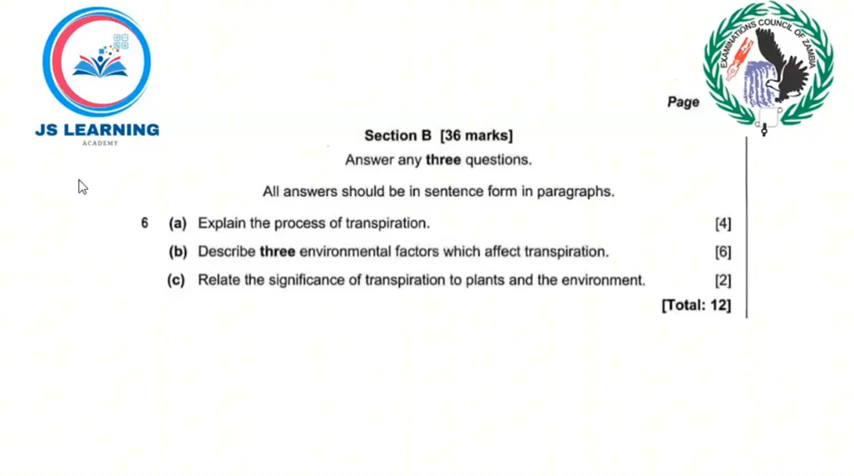 JS LEARNING
ACADEMY
EXAMINATIONS COUNCIL OF ZAMBIA
Page
Section B [36 marks]
Answer any three questions.
All answers should be in sentence form in paragraphs.
6 (a) Explain the process of transpiration. [4]
(b) Describe three environmental factors which affect transpiration. [6]
(c) Relate the significance of transpiration to plants and the environment. [2]
[Total: 12]